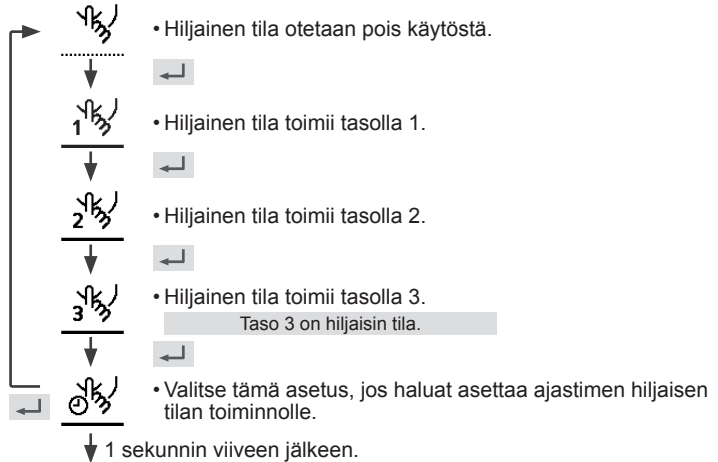 • Hiljainen tila otetaan pois käytöstä.
1
• Hiljainen tila toimii tasolla 1.
2
• Hiljainen tila toimii tasolla 2.
3
• Hiljainen tila toimii tasolla 3.
Taso 3 on hiljaisin tila.
• Valitse tämä asetus, jos haluat asettaa ajastimen hiljaisen
tilan toiminnolle.
1 sekunnin viiveen jälkeen.